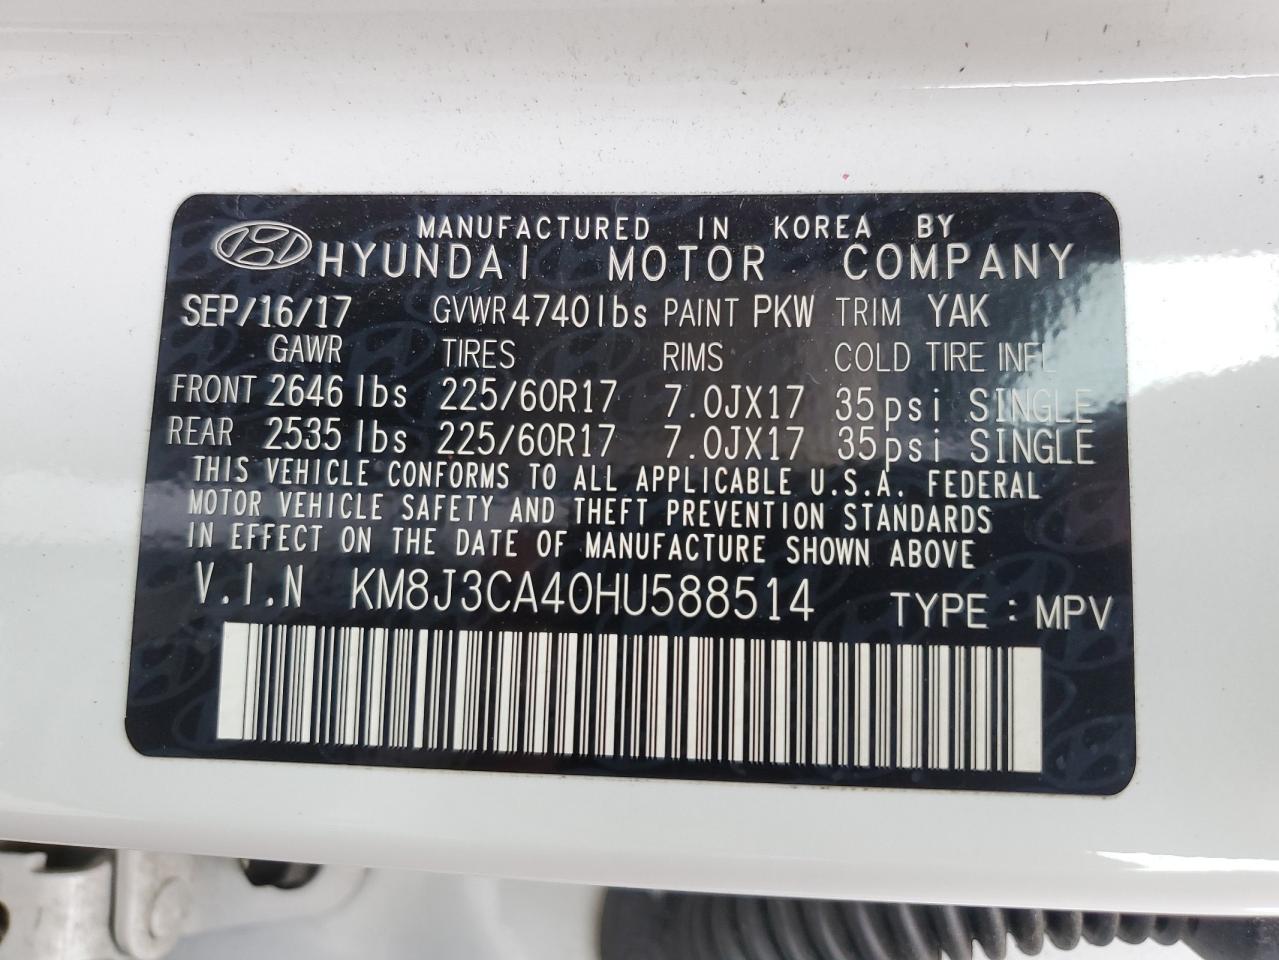 MANUFACTURED IN KOREA BY
HYUNDAI MOTOR COMPANY
SEP/16/17 GVWR 4740lbs PAINT PKW TRIM YAK
GAWR TIRES RIMS COLD TIRE INFL
FRONT 2646 lbs 225/60R17 7.0JX17 35psi SINGLE
REAR 2535 lbs 225/60R17 7.0JX17 35psi SINGLE
THIS VEHICLE CONFORMS TO ALL APPLICABLE U.S.A. FEDERAL
MOTOR VEHICLE SAFETY AND THEFT PREVENTION STANDARDS
IN EFFECT ON THE DATE OF MANUFACTURE SHOWN ABOVE
V.I.N KM8J3CA40HU588514 TYPE : MPV